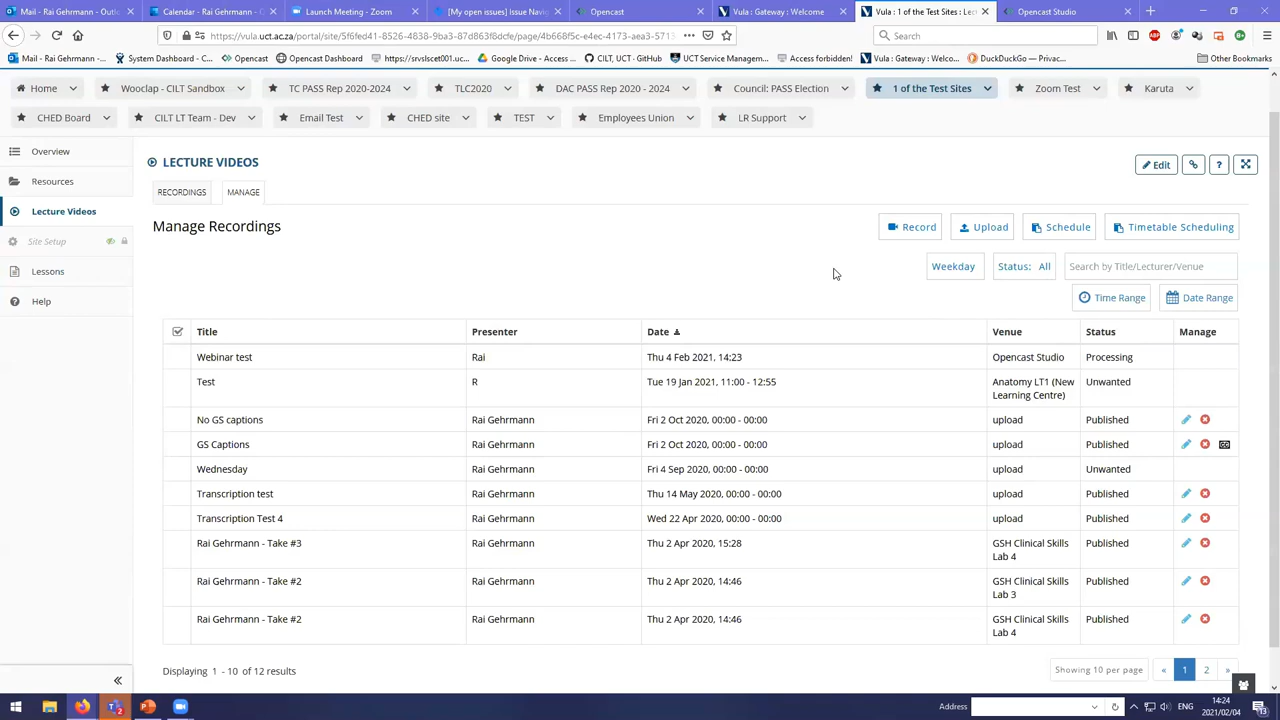 Mail - Rai Gehrmann - Outlo
Calendar - Rai Gehrmann - O
Launch Meeting - Zoom
[My open issues] Issue Navig
Opencast
Vula : Gateway : Welcome
Vula : 1 of the Test Sites : Lec
Opencast Studio
https://vula.uct.ac.za/portal/site/5f6ecd41-8526-4838-9ba3-87d863f8dcfe/page/4b668f5c-e4ec-4173-aea3-5713
Search
Mail - Rai Gehrmann -...
System Dashboard - C...
Opencast
Opencast Dashboard
https://srvslscet001.uc...
Google Drive - Access ...
CILT, UCT · GitHub
UCT Service Managem...
Access forbidden!
Vula : Gateway : Welco...
DuckDuckGo — Privac...
Other Bookmarks
Home
Wooclap - CILT Sandbox
TC PASS Rep 2020-2024
TLC2020
DAC PASS Rep 2020 - 2024
Council: PASS Election
1 of the Test Sites
Zoom Test
Karuta
CHED Board
CILT LT Team - Dev
Email Test
CHED site
TEST
Employees Union
LR Support
Overview
Resources
Lecture Videos
Site Setup
Lessons
Help
LECTURE VIDEOS
Edit
?
RECORDINGS
MANAGE
Manage Recordings
Record
Upload
Schedule
Timetable Scheduling
Weekday
Status: All
Search by Title/Lecturer/Venue
Time Range
Date Range
Title Presenter Date Venue Status Manage
Webinar test Rai Thu 4 Feb 2021, 14:23 Opencast Studio Processing
Test R Tue 19 Jan 2021, 11:00 - 12:55 Anatomy LT1 (New Unwanted
Learning Centre)
No GS captions Rai Gehrmann Fri 2 Oct 2020, 00:00 - 00:00 upload Published
GS Captions Rai Gehrmann Fri 2 Oct 2020, 00:00 - 00:00 upload Published CC
Wednesday Rai Gehrmann Fri 4 Sep 2020, 00:00 - 00:00 upload Unwanted
Transcription test Rai Gehrmann Thu 14 May 2020, 00:00 - 00:00 upload Published
Transcription Test 4 Rai Gehrmann Wed 22 Apr 2020, 00:00 - 00:00 upload Published
Rai Gehrmann - Take #3 Rai Gehrmann Thu 2 Apr 2020, 15:28 GSH Clinical Skills Published
Lab 4
Rai Gehrmann - Take #2 Rai Gehrmann Thu 2 Apr 2020, 14:46 GSH Clinical Skills Published
Lab 3
Rai Gehrmann - Take #2 Rai Gehrmann Thu 2 Apr 2020, 14:46 GSH Clinical Skills Published
Lab 4
Displaying 1 - 10 of 12 results
Showing 10 per page
« 1 2 »
Address
ENG
14:24
2021/02/04